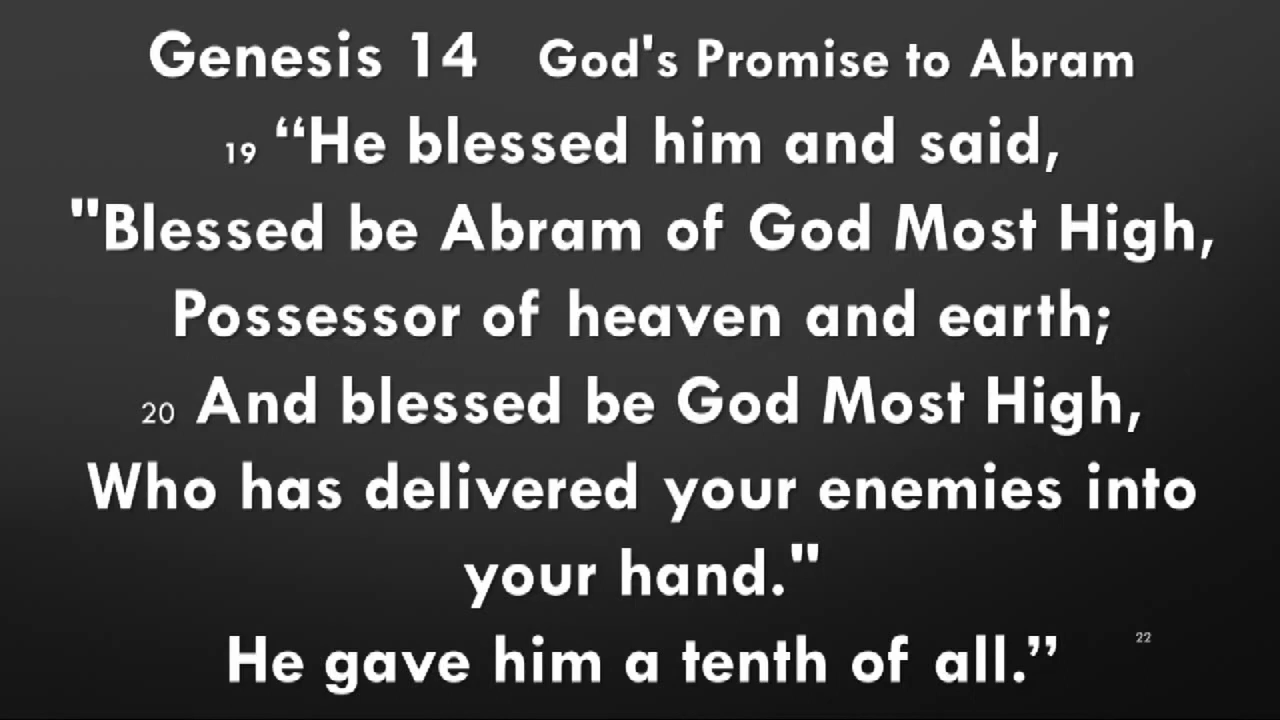 Genesis 14 God's Promise to Abram
19 “He blessed him and said,
"Blessed be Abram of God Most High,
Possessor of heaven and earth;
20 And blessed be God Most High,
Who has delivered your enemies into
your hand."
He gave him a tenth of all.”
22